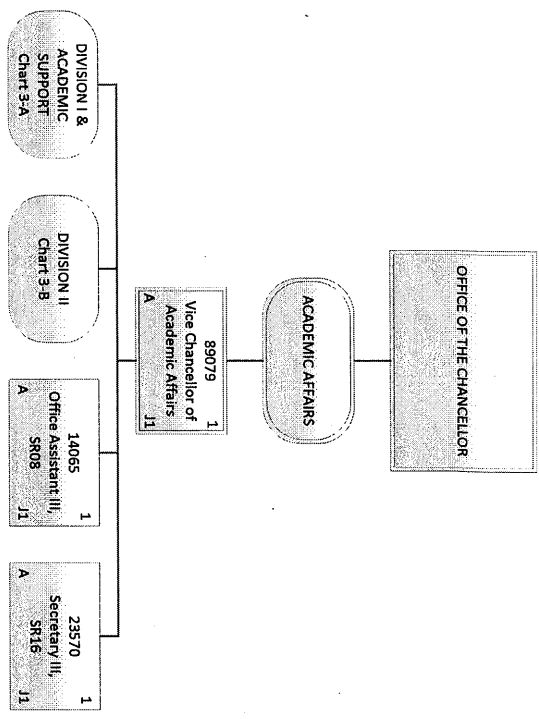 OFFICE OF THE CHANCELLOR
ACADEMIC AFFAIRS
89079 1
Vice Chancellor of
Academic Affairs
A J1
DIVISION I &
ACADEMIC
SUPPORT
Chart 3-A
DIVISION II
Chart 3-B
14065 1
Office Assistant III,
SR08
A J1
23570 1
Secretary III,
SR16
A J1